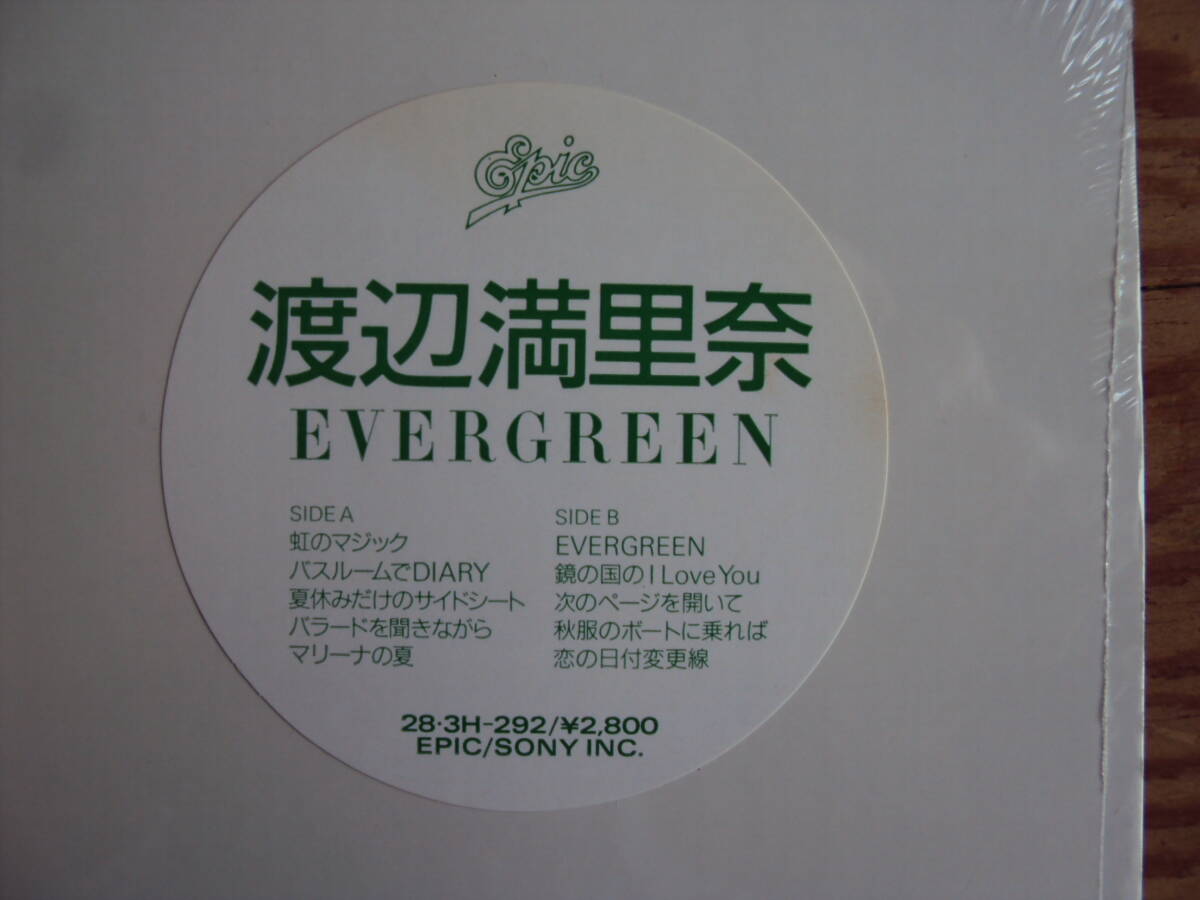 Epic
渡辺満里奈
EVERGREEN
SIDE A
虹のマジック
バスルームでDIARY
夏休みだけのサイドシート
バラードを聞きながら
マリーナの夏
SIDE B
EVERGREEN
鏡の国のI Love You
次のページを開いて
秋服のボートに乗れば
恋の日付変更線
28・3H-292/¥2,800
EPIC/SONY INC.